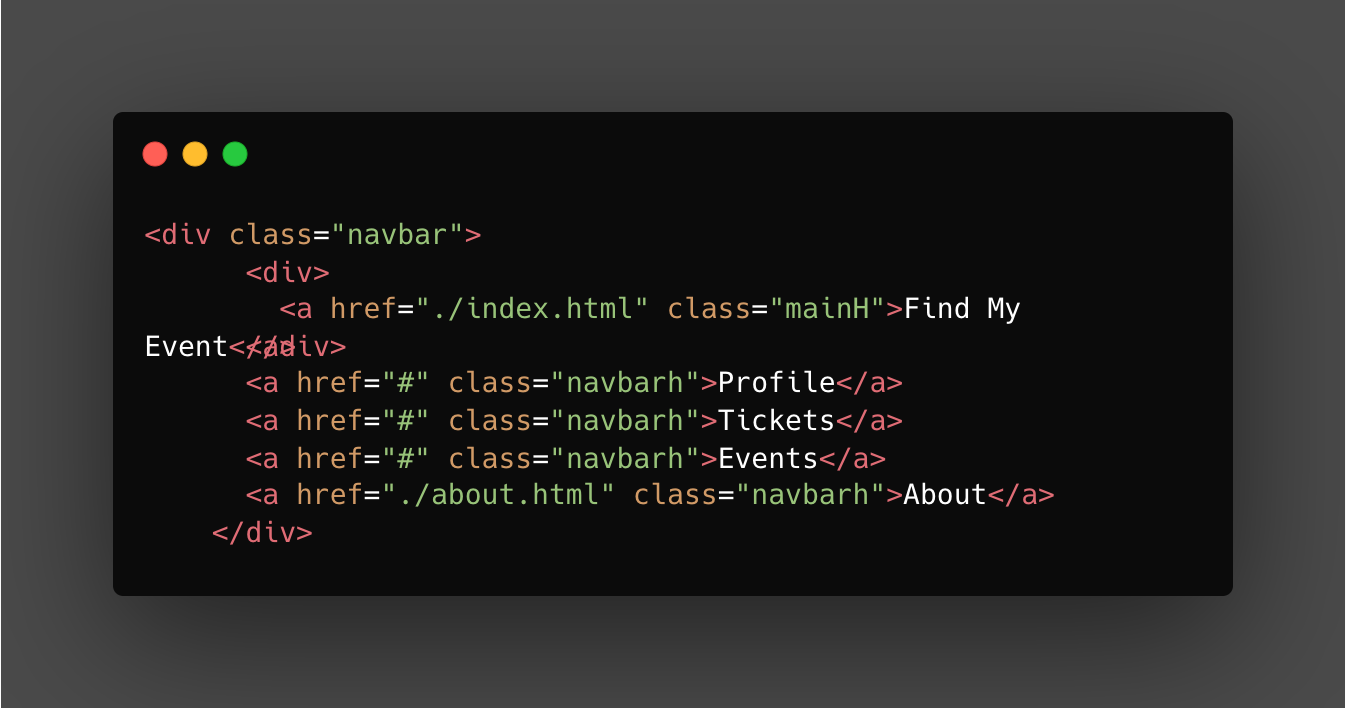 <div class="navbar">
<div>
<a href="./index.html" class="mainH">Find My
Event</a>
</div>
<a href="#" class="navbarh">Profile</a>
<a href="#" class="navbarh">Tickets</a>
<a href="#" class="navbarh">Events</a>
<a href="./about.html" class="navbarh">About</a>
</div>